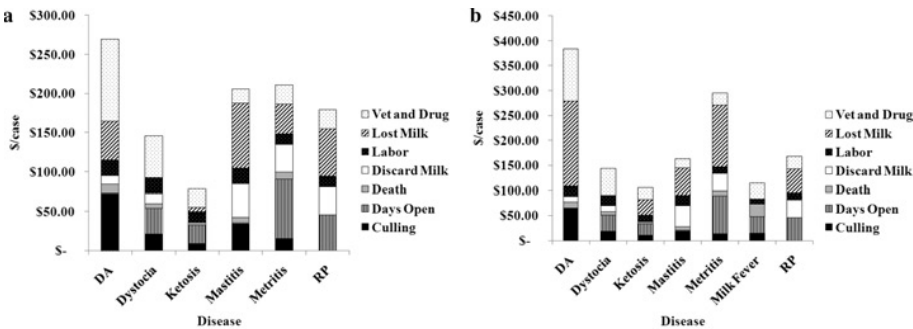 a
$300.00
$250.00
$200.00
$150.00
$100.00
$50.00
$-
$/case
DA
Dystocia
Ketosis
Mastitis
Metritis
RP
Disease
Vet and Drug
Lost Milk
Labor
Discard Milk
Death
Days Open
Culling
b
$450.00
$400.00
$350.00
$300.00
$250.00
$200.00
$150.00
$100.00
$50.00
$-
$/case
DA
Dystocia
Ketosis
Mastitis
Metritis
Milk Fever
RP
Disease
Vet and Drug
Lost Milk
Labor
Discard Milk
Death
Days Open
Culling